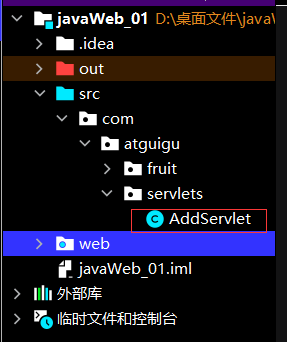 javaWeb_01 D:\桌面文件\java\
.idea
out
src
com
atguigu
fruit
servlets
AddServlet
web
javaWeb_01.iml
外部库
临时文件和控制台